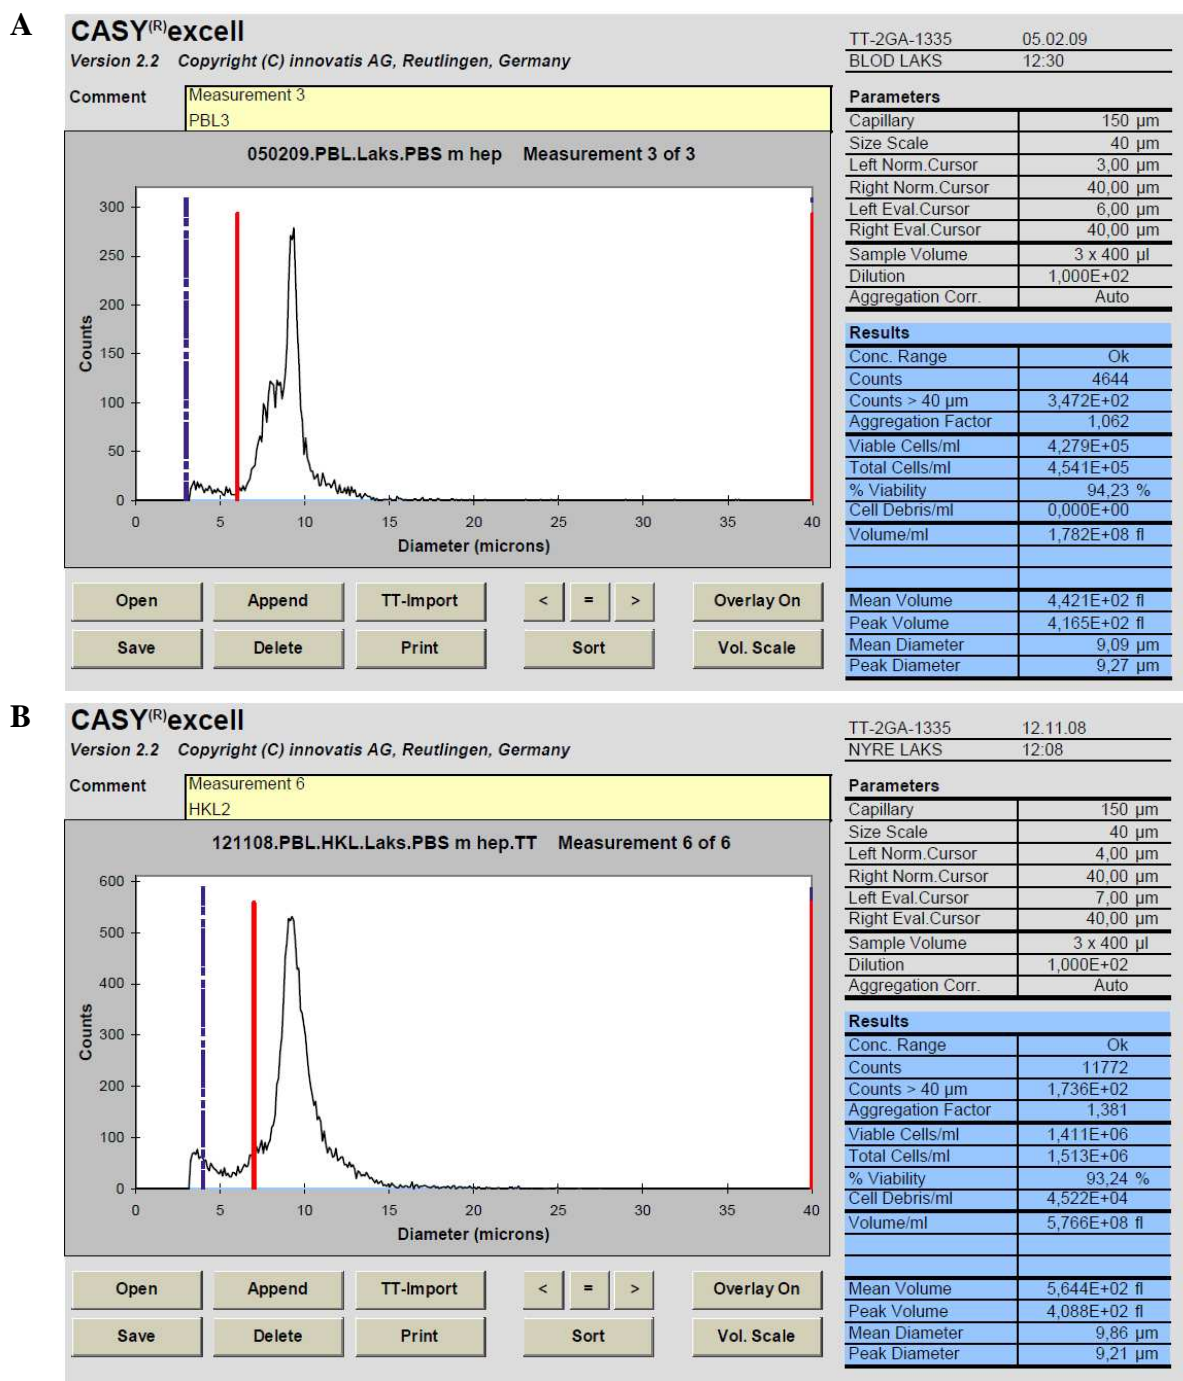 A
CASY(R)excell
Version 2.2 Copyright (C) innovatis AG, Reutlingen, Germany
TT-2GA-1335 05.02.09
BLOD LAKS 12:30
Comment
Measurement 3
PBL3
050209.PBL.Laks.PBS m hep Measurement 3 of 3
Counts
300
250
200
150
100
50
0
0 5 10 15 20 25 30 35 40
Diameter (microns)
Open Append TT-Import < = > Overlay On
Save Delete Print Sort Vol. Scale
Parameters
Capillary 150 µm
Size Scale 40 µm
Left Norm.Cursor 3,00 µm
Right Norm.Cursor 40,00 µm
Left Eval.Cursor 6,00 µm
Right Eval.Cursor 40,00 µm
Sample Volume 3 x 400 µl
Dilution 1,000E+02
Aggregation Corr. Auto
Results
Conc. Range Ok
Counts 4644
Counts > 40 µm 3,472E+02
Aggregation Factor 1,062
Viable Cells/ml 4,279E+05
Total Cells/ml 4,541E+05
% Viability 94,23 %
Cell Debris/ml 0,000E+00
Volume/ml 1,782E+08 fl
Mean Volume 4,421E+02 fl
Peak Volume 4,165E+02 fl
Mean Diameter 9,09 µm
Peak Diameter 9,27 µm
B
CASY(R)excell
Version 2.2 Copyright (C) innovatis AG, Reutlingen, Germany
TT-2GA-1335 12.11.08
NYRE LAKS 12:08
Comment
Measurement 6
HKL2
121108.PBL.HKL.Laks.PBS m hep.TT Measurement 6 of 6
Counts
600
500
400
300
200
100
0
0 5 10 15 20 25 30 35 40
Diameter (microns)
Open Append TT-Import < = > Overlay On
Save Delete Print Sort Vol. Scale
Parameters
Capillary 150 µm
Size Scale 40 µm
Left Norm.Cursor 4,00 µm
Right Norm.Cursor 40,00 µm
Left Eval.Cursor 7,00 µm
Right Eval.Cursor 40,00 µm
Sample Volume 3 x 400 µl
Dilution 1,000E+02
Aggregation Corr. Auto
Results
Conc. Range Ok
Counts 11772
Counts > 40 µm 1,736E+02
Aggregation Factor 1,381
Viable Cells/ml 1,411E+06
Total Cells/ml 1,513E+06
% Viability 93,24 %
Cell Debris/ml 4,522E+04
Volume/ml 5,766E+08 fl
Mean Volume 5,644E+02 fl
Peak Volume 4,088E+02 fl
Mean Diameter 9,86 µm
Peak Diameter 9,21 µm